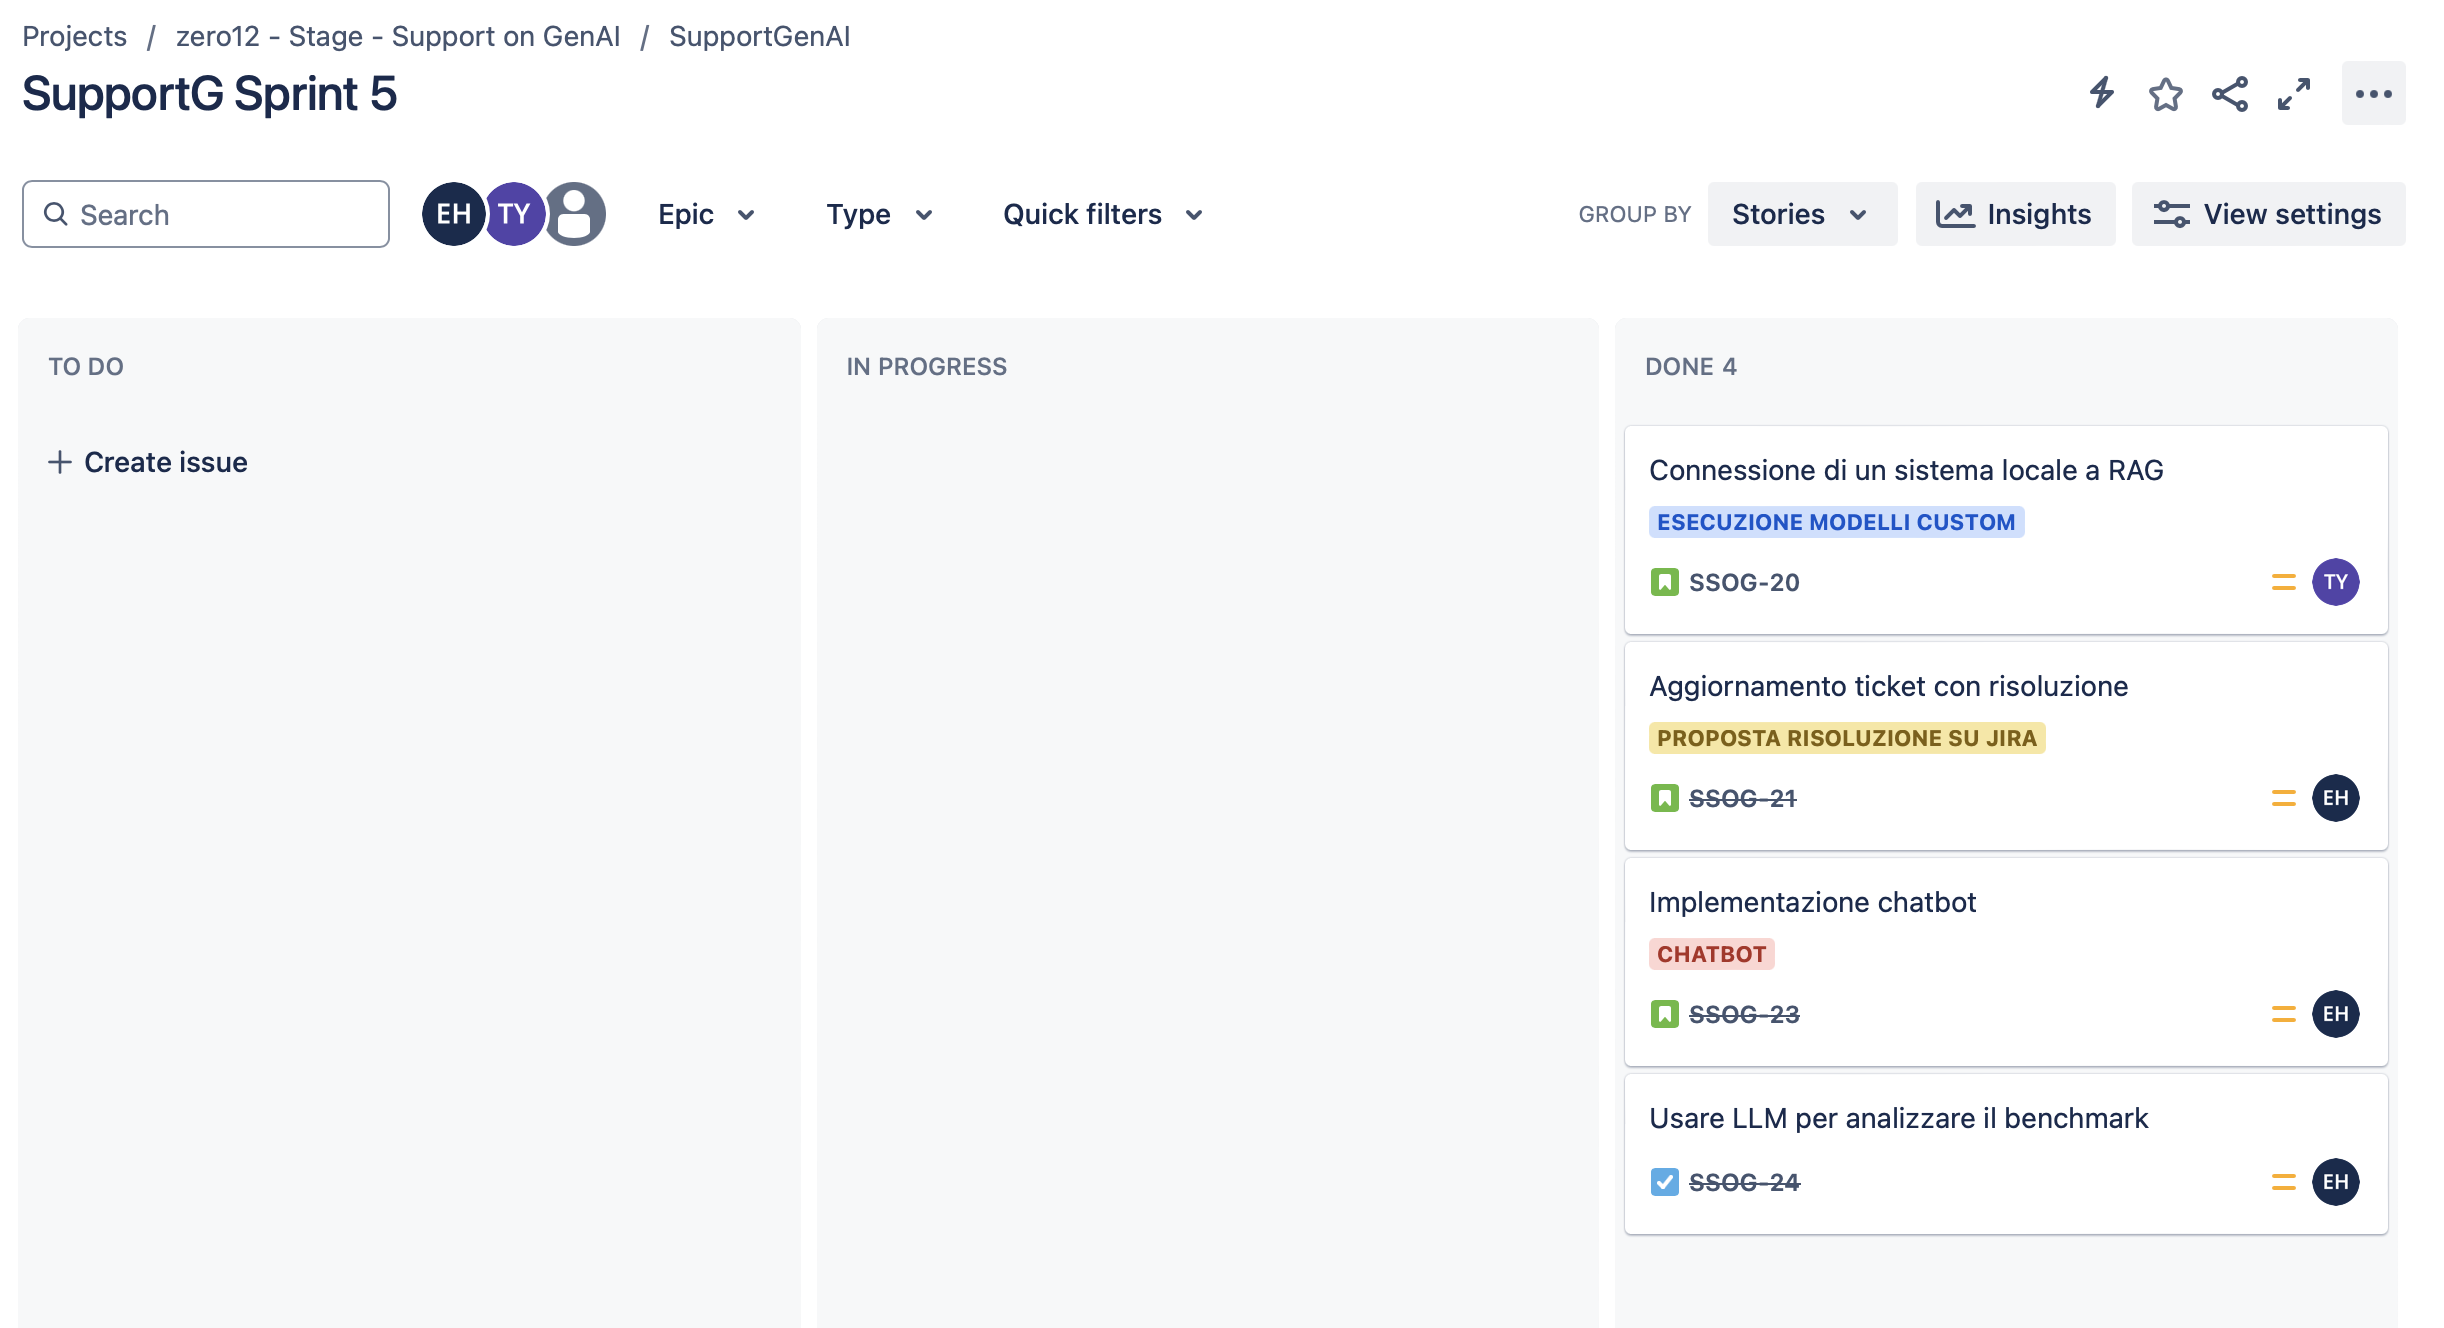 Projects / zero12 - Stage - Support on GenAI / SupportGenAI
SupportG Sprint 5
Search
EH TY
Epic
Type
Quick filters
GROUP BY
Stories
Insights
View settings
TO DO
+ Create issue
IN PROGRESS
DONE 4
Connessione di un sistema locale a RAG
ESECUZIONE MODELLI CUSTOM
SSOG-20
TY
Aggiornamento ticket con risoluzione
PROPOSTA RISOLUZIONE SU JIRA
SSOG-21
EH
Implementazione chatbot
CHATBOT
SSOG-23
EH
Usare LLM per analizzare il benchmark
SSOG-24
EH